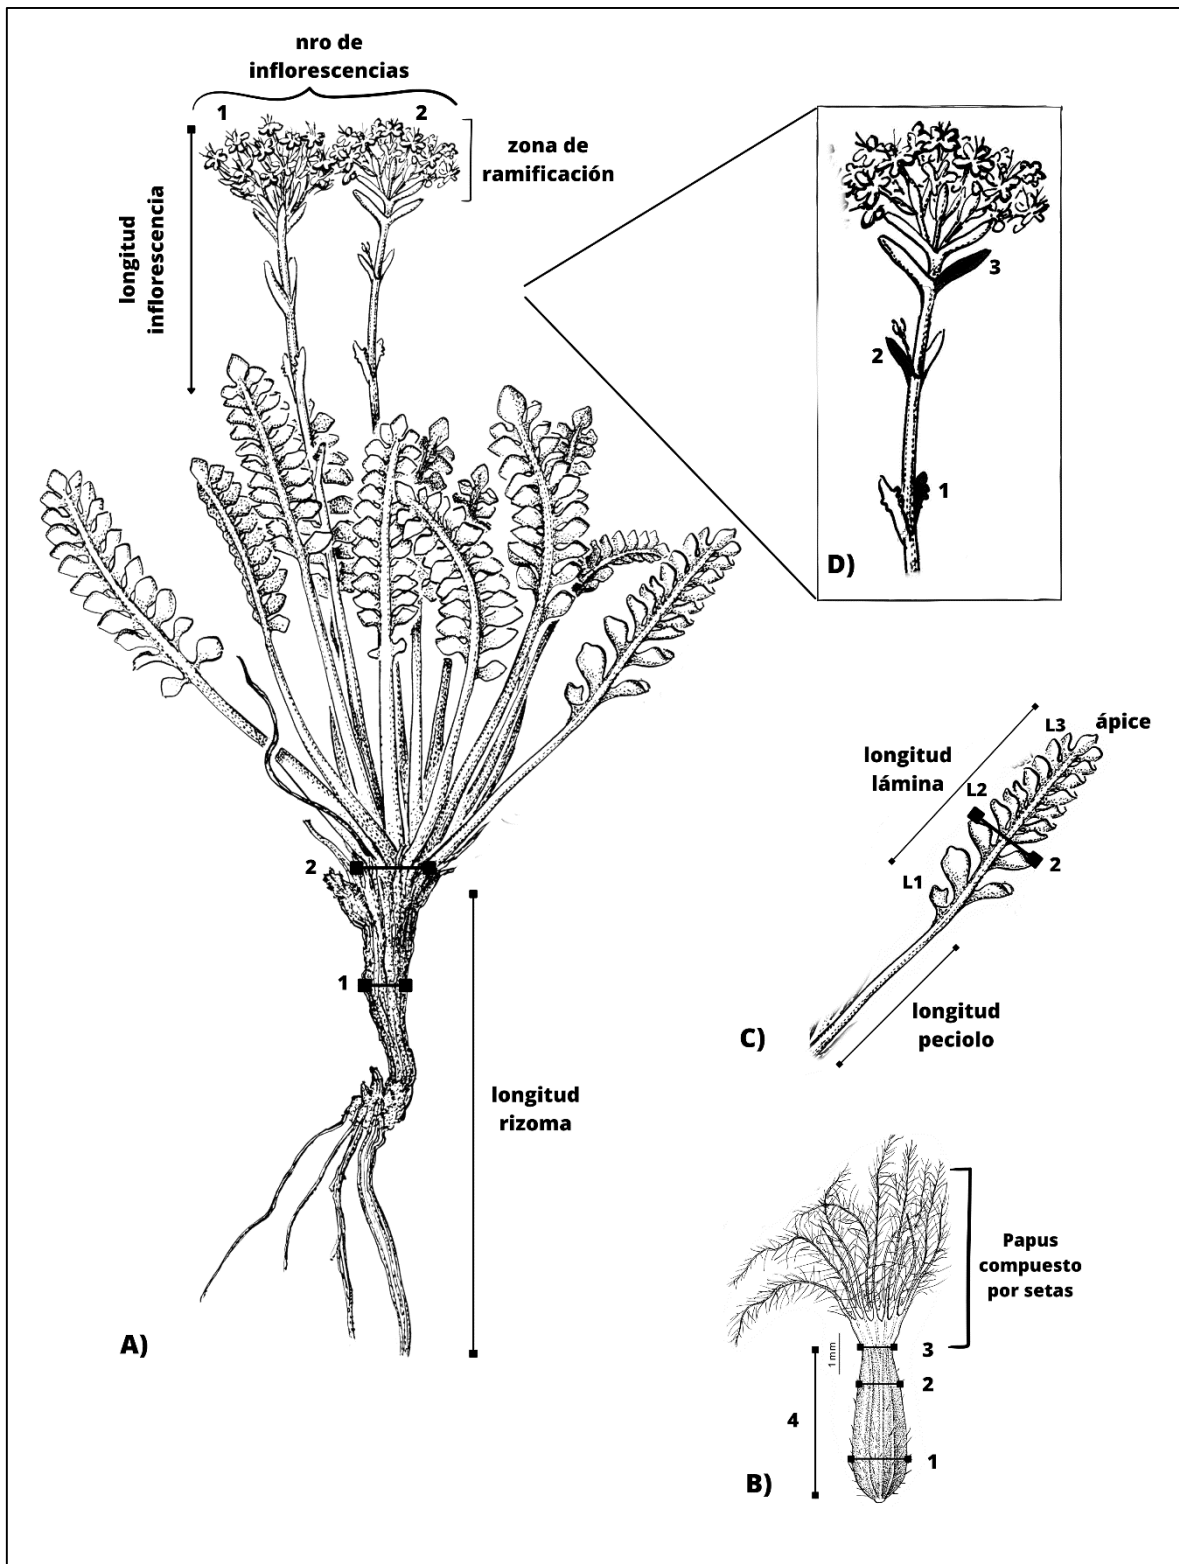 nro de
inflorescencias
1
2
zona de
ramificación
longitud
inflorescencia
3
2
1
D)
2
1
longitud
rizoma
A)
L3
ápice
longitud
lámina
L2
2
L1
longitud
peciolo
C)
Papus
compuesto
por setas
1 mm
3
2
4
1
B)